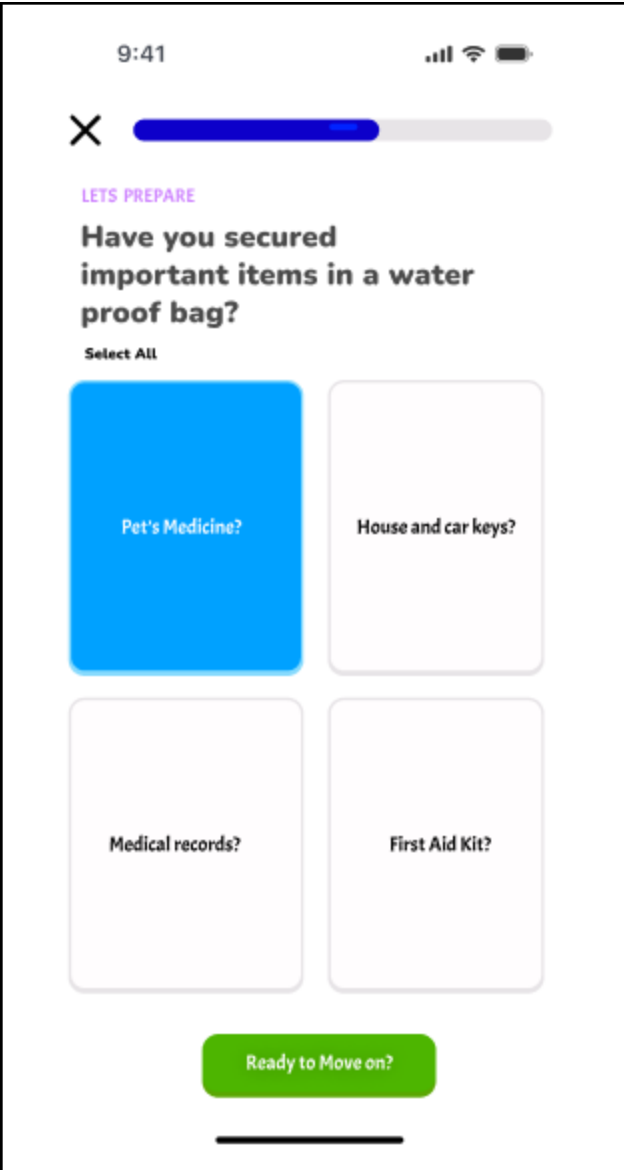 9:41
LETS PREPARE
Have you secured
important items in a water
proof bag?
Select All
Pet's Medicine?
House and car keys?
Medical records?
First Aid Kit?
Ready to Move on?